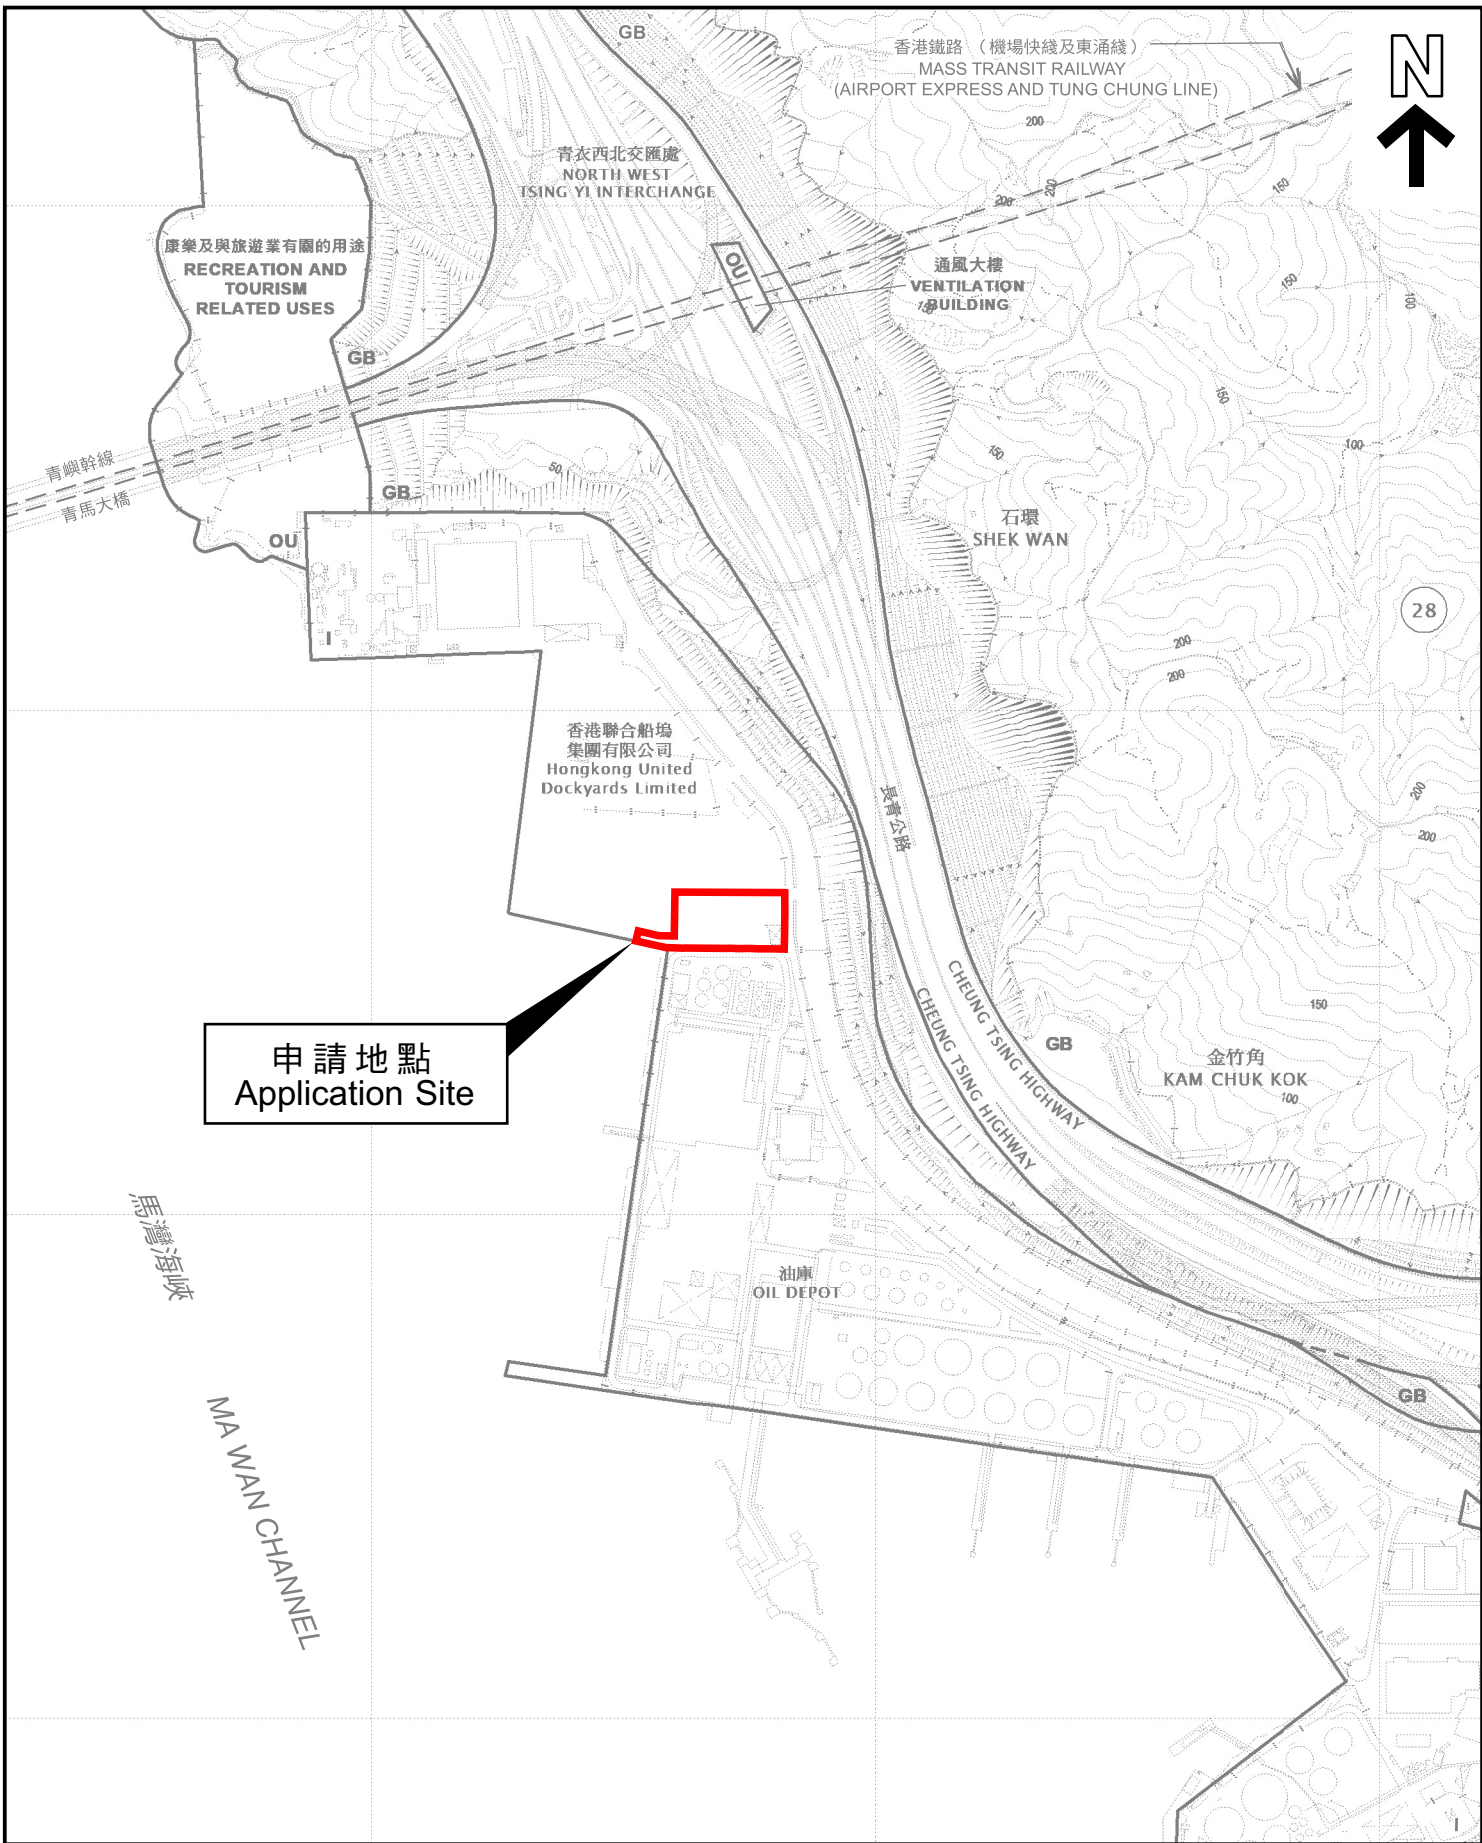 GB
香港鐵路 （機場快綫及東涌綫）
MASS TRANSIT RAILWAY
(AIRPORT EXPRESS AND TUNG CHUNG LINE)
N
200
青衣西北交匯處
NORTH WEST
TSING YI INTERCHANGE
150
200
200
康樂及與旅遊業有關的用途
RECREATION AND
TOURISM
RELATED USES
OU
通風大樓
VENTILATION
BUILDING
150
150
100
GB
150
100
150
青嶼幹線
青馬大橋
50
GB
石環
SHEK WAN
OU
28
I
200
200
香港聯合船塢
集團有限公司
Hongkong United
Dockyards Limited
長青公路
200
200
CHEUNG TSING HIGHWAY
CHEUNG TSING HIGHWAY
150
申請地點
Application Site
GB
金竹角
KAM CHUK KOK
100
馬灣海峽
油庫
OIL DEPOT
GB
MA WAN CHANNEL
I